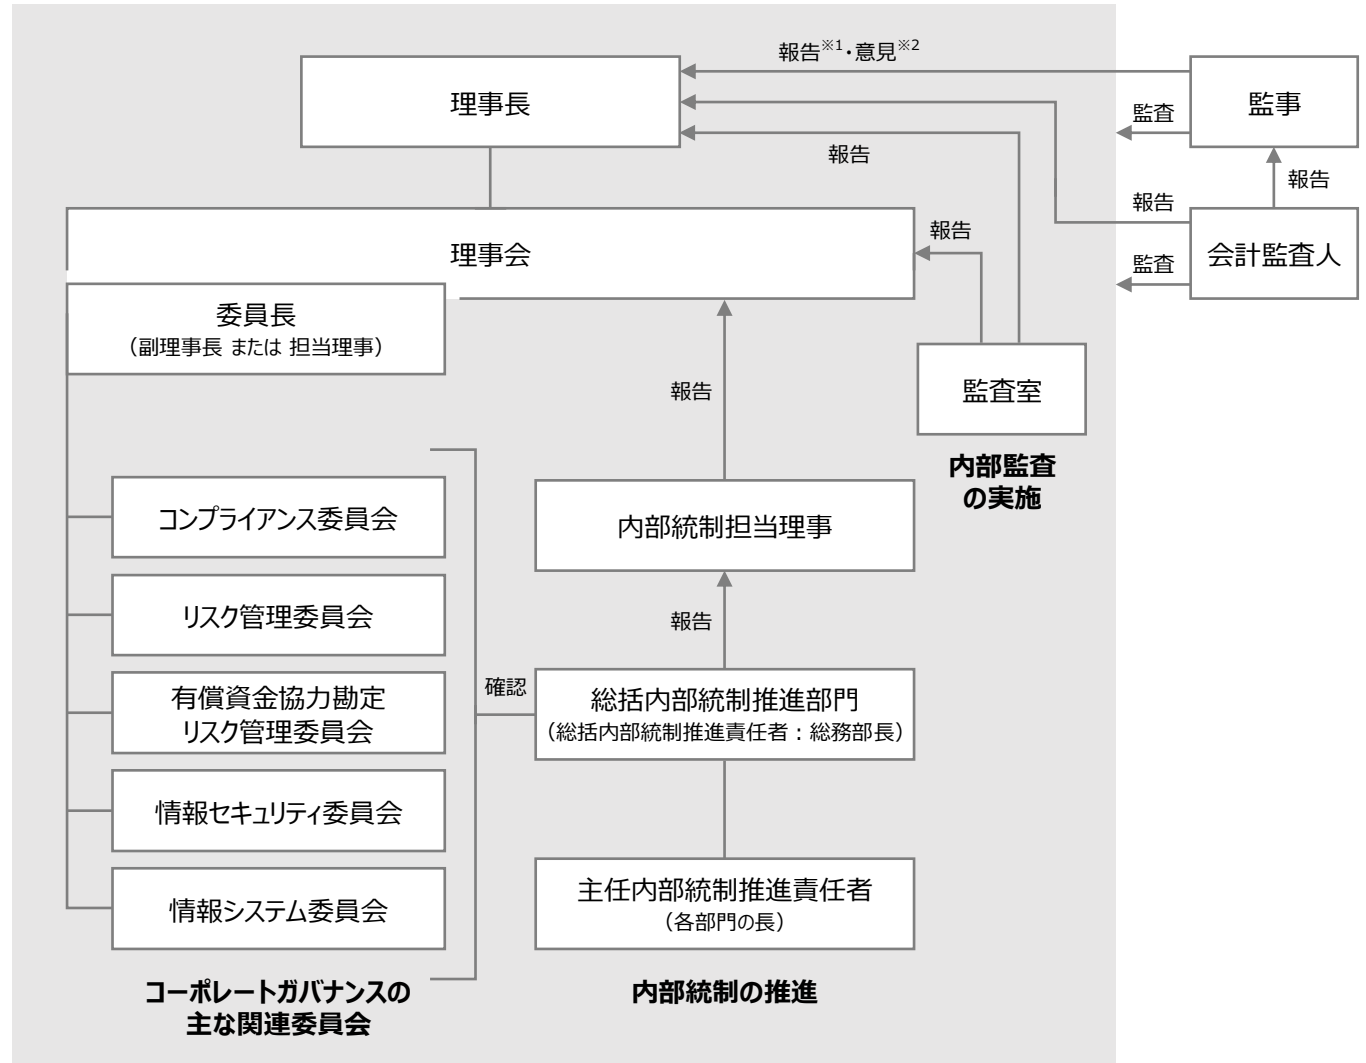 報告※1・意見※2
理事長
監事
監査
報告
報告
報告
理事会
報告
会計監査人
監査
委員長
（副理事長 または 担当理事）
監査室
報告
内部監査
の実施
コンプライアンス委員会
内部統制担当理事
リスク管理委員会
報告
有償資金協力勘定
リスク管理委員会
確認
総括内部統制推進部門
（総括内部統制推進責任者：総務部長）
情報セキュリティ委員会
主任内部統制推進責任者
（各部門の長）
情報システム委員会
コーポレートガバナンスの
主な関連委員会
内部統制の推進